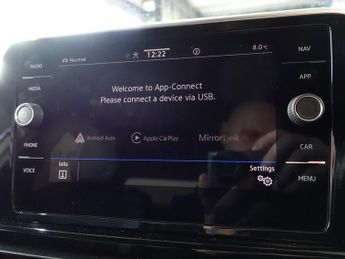 Normal 12:22 8.0°C
RADIO NAV
MEDIA APP
Welcome to App-Connect
Please connect a device via USB.
Android Auto Apple CarPlay MirrorLink
PHONE CAR
VOICE Info Settings MENU